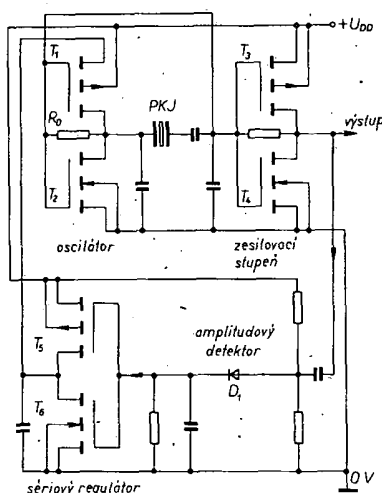 +U_DD
T1
T3
PKJ
R0
výstup
T2
T4
oscilátor
zesilovací
stupeň
amplitudový
detektor
T5
D1
T6
0 V
sériový regulátor